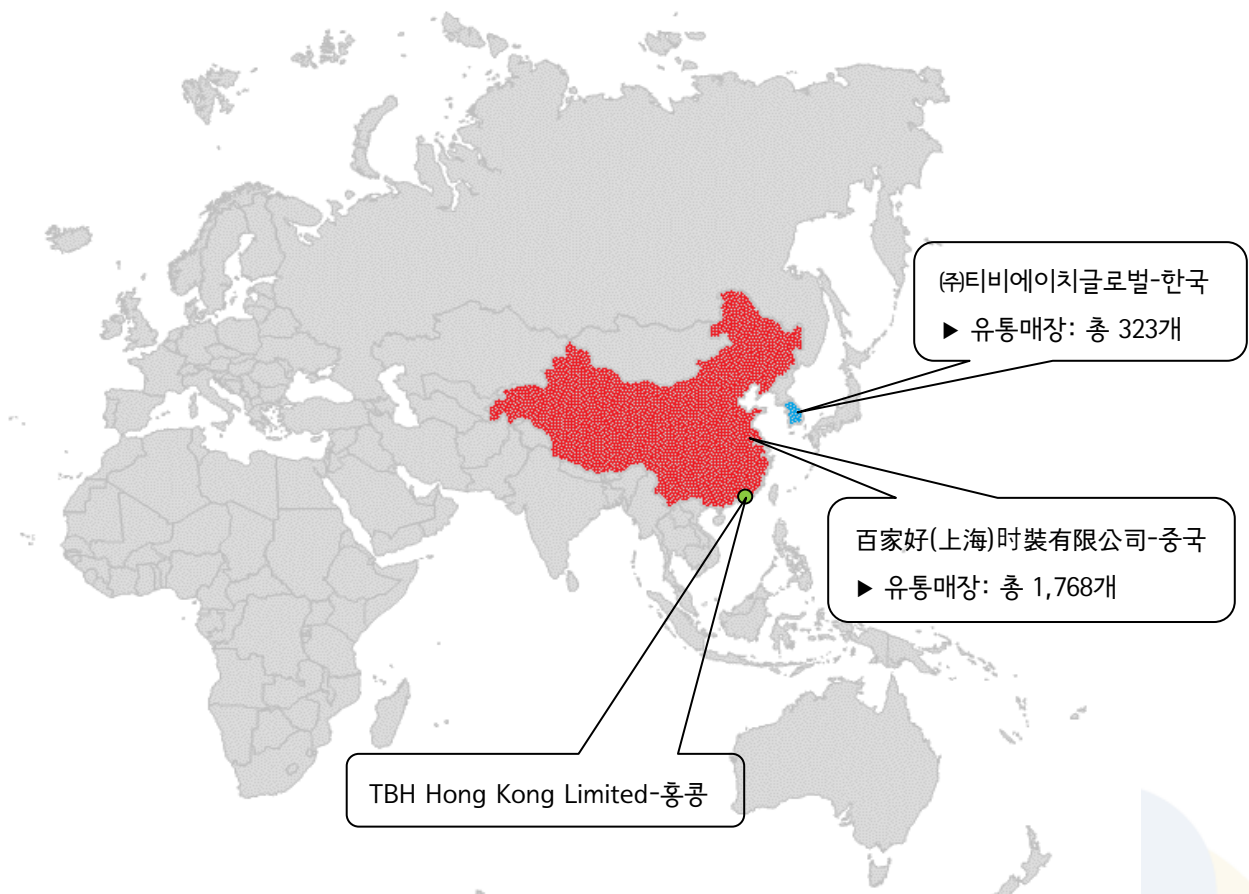 ㈜티비에이치글로벌-한국
▶ 유통매장: 총 323개
百家好(上海)时裝有限公司-중국
▶ 유통매장: 총 1,768개
TBH Hong Kong Limited-홍콩